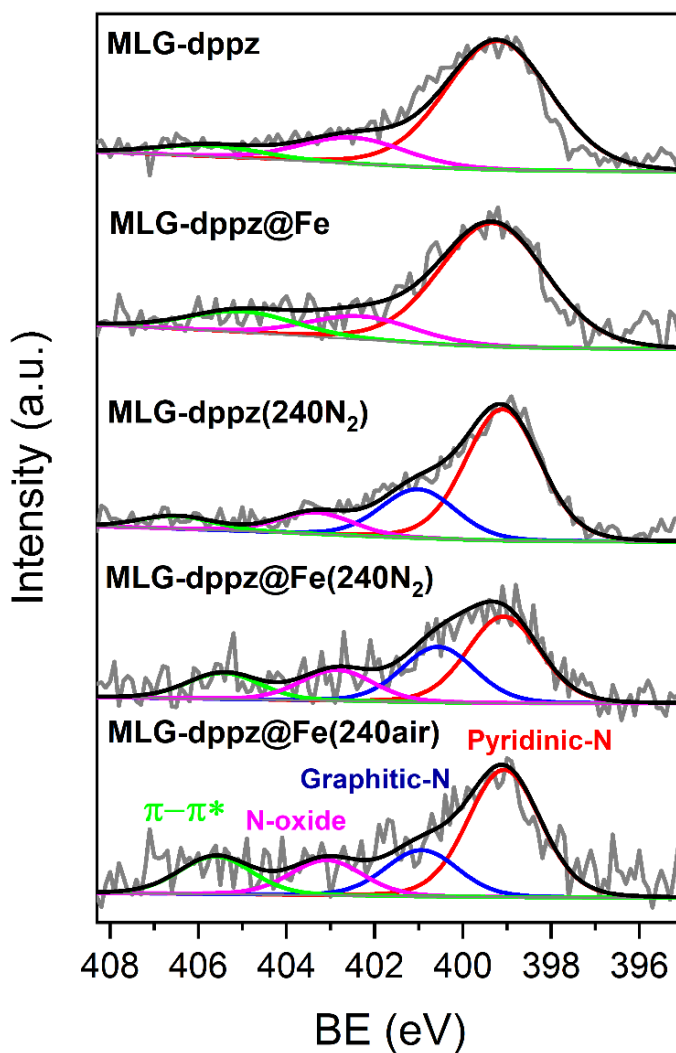 MLG-dppz
MLG-dppz@Fe
MLG-dppz(240N₂)
MLG-dppz@Fe(240N₂)
MLG-dppz@Fe(240air)
Pyridinic-N
Graphitic-N
π−π*
N-oxide
Intensity (a.u.)
408 406 404 402 400 398 396
BE (eV)